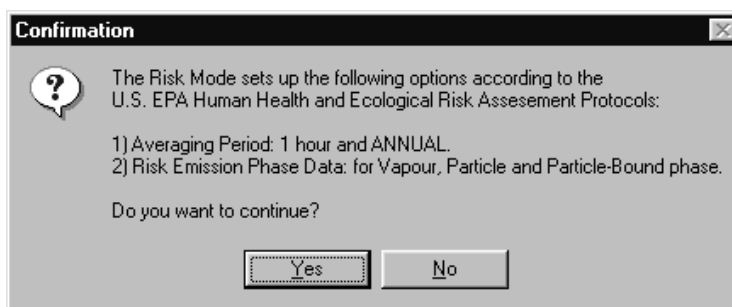 Confirmation
The Risk Mode sets up the following options according to the
U.S. EPA Human Health and Ecological Risk Assesement Protocols:
1) Averaging Period: 1 hour and ANNUAL.
2) Risk Emission Phase Data: for Vapour, Particle and Particle-Bound phase.
Do you want to continue?
Yes No